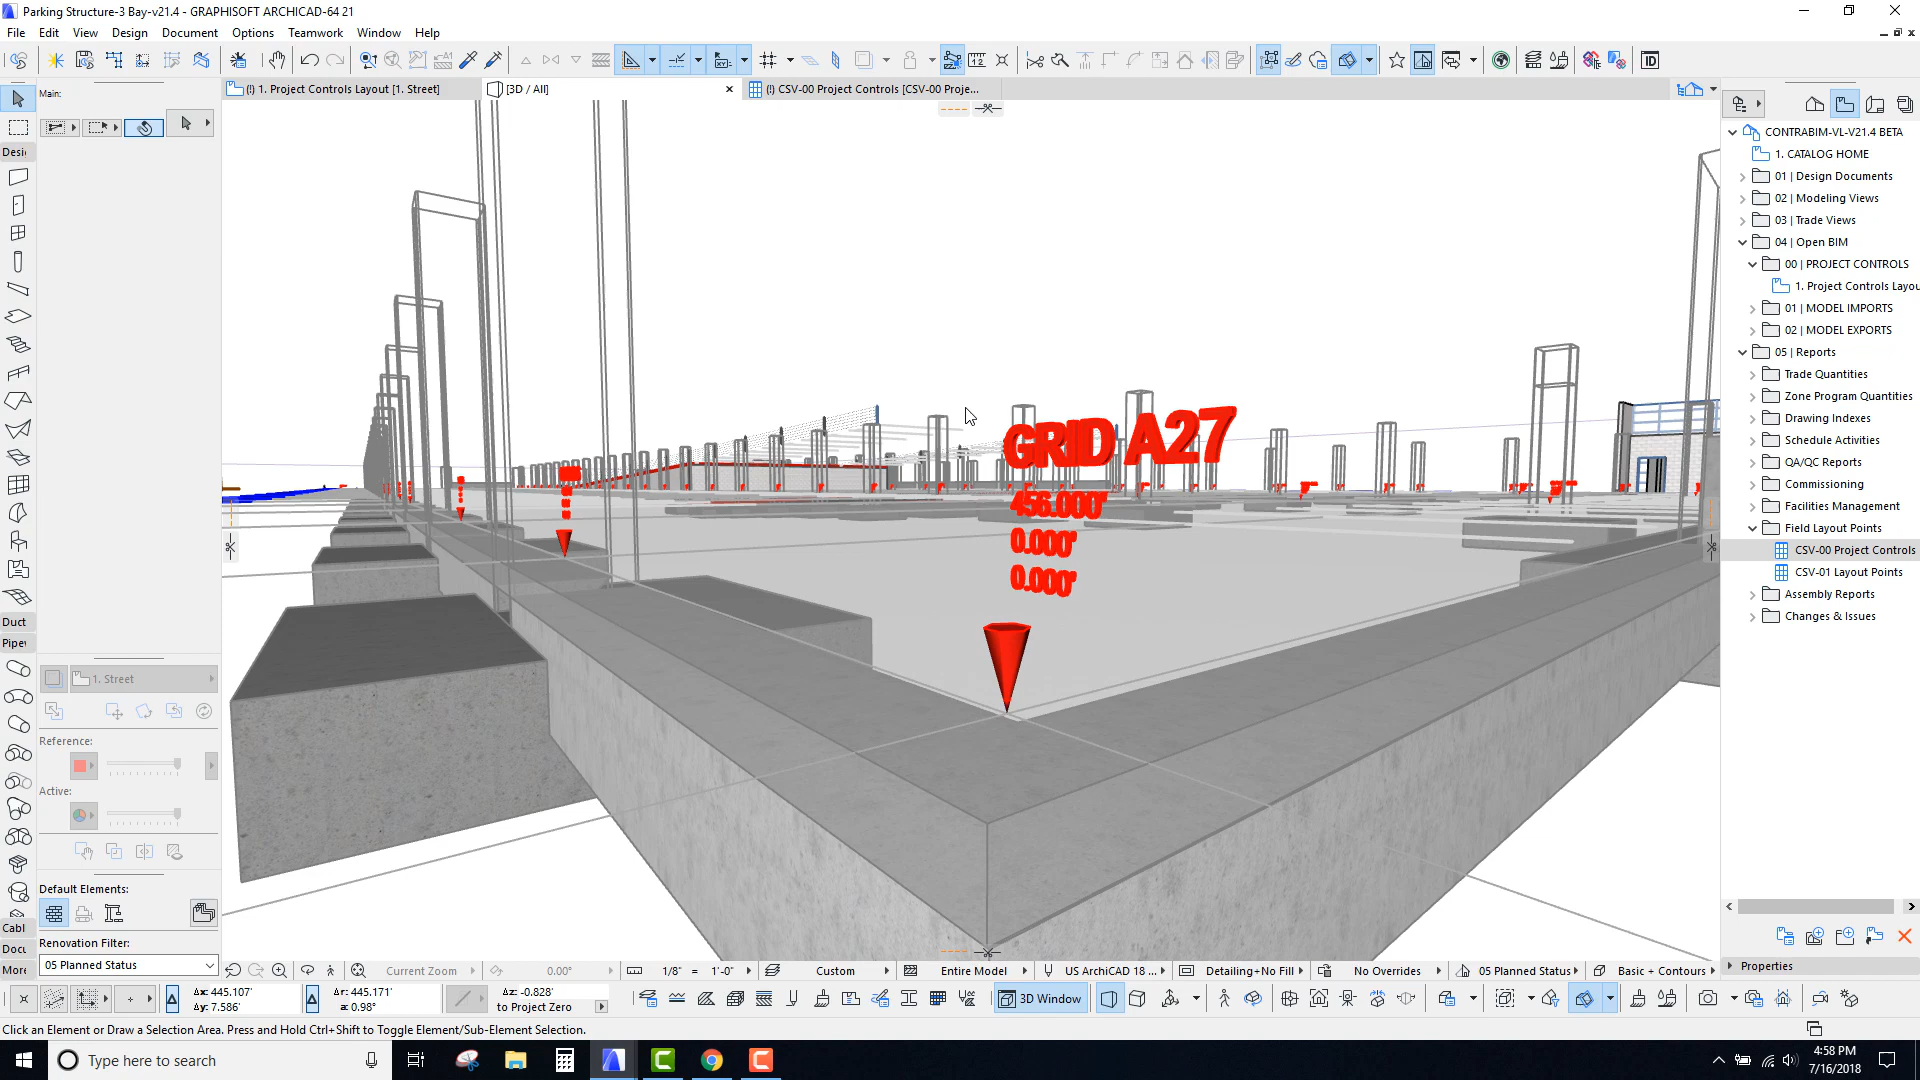 Parking Structure-3 Bay-v21.4 - GRAPHISOFT ARCHICAD-64 21
File Edit View Design Document Options Teamwork Window Help
(!) 1. Project Controls Layout [1. Street]
[3D / All]
(!) CSV-00 Project Controls [CSV-00 Proje...
Main:
Desi
Duct
Pipe
Cabl
Docu
More
1. Street
Reference:
Active:
Default Elements:
Renovation Filter:
05 Planned Status
GRID A27
456.000'
0.000'
0.000'
CONTRABIM-VL-V21.4 BETA
1. CATALOG HOME
01 | Design Documents
02 | Modeling Views
03 | Trade Views
04 | Open BIM
00 | PROJECT CONTROLS
1. Project Controls Layou
01 | MODEL IMPORTS
02 | MODEL EXPORTS
05 | Reports
Trade Quantities
Zone Program Quantities
Drawing Indexes
Schedule Activities
QA/QC Reports
Commissioning
Facilities Management
Field Layout Points
CSV-00 Project Controls
CSV-01 Layout Points
Assembly Reports
Changes & Issues
Properties
Current Zoom
0.00°
1/8" = 1'-0"
Custom
Entire Model
US ArchiCAD 18 ...
Detailing+No Fill
No Overrides
05 Planned Status
Basic + Contours
Δx: 445.107'
Δy: 7.586'
Δr: 445.171'
a: 0.98°
Δz: -0.828'
to Project Zero
3D Window
Click an Element or Draw a Selection Area. Press and Hold Ctrl+Shift to Toggle Element/Sub-Element Selection.
Type here to search
4:58 PM
7/16/2018